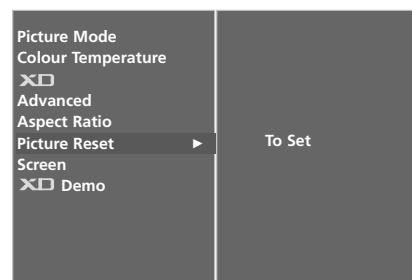 Picture Mode
Colour Temperature
XD
Advanced
Aspect Ratio
Picture Reset ► To Set
Screen
XD Demo